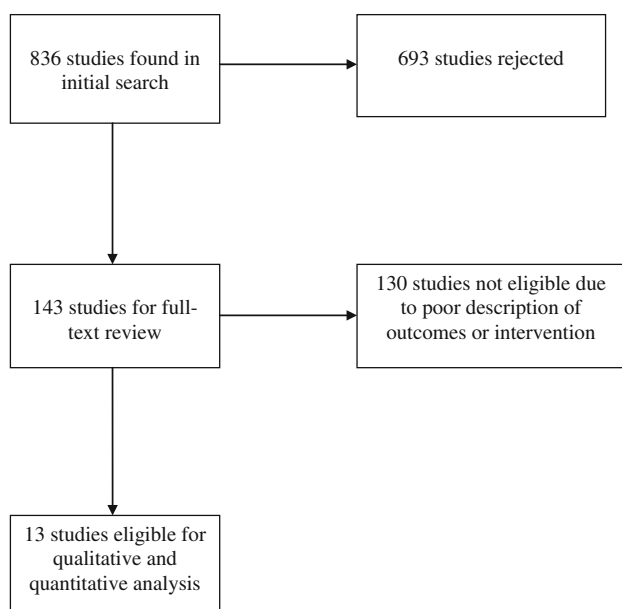 836 studies found in
initial search
693 studies rejected
143 studies for full-
text review
130 studies not eligible due
to poor description of
outcomes or intervention
13 studies eligible for
qualitative and
quantitative analysis